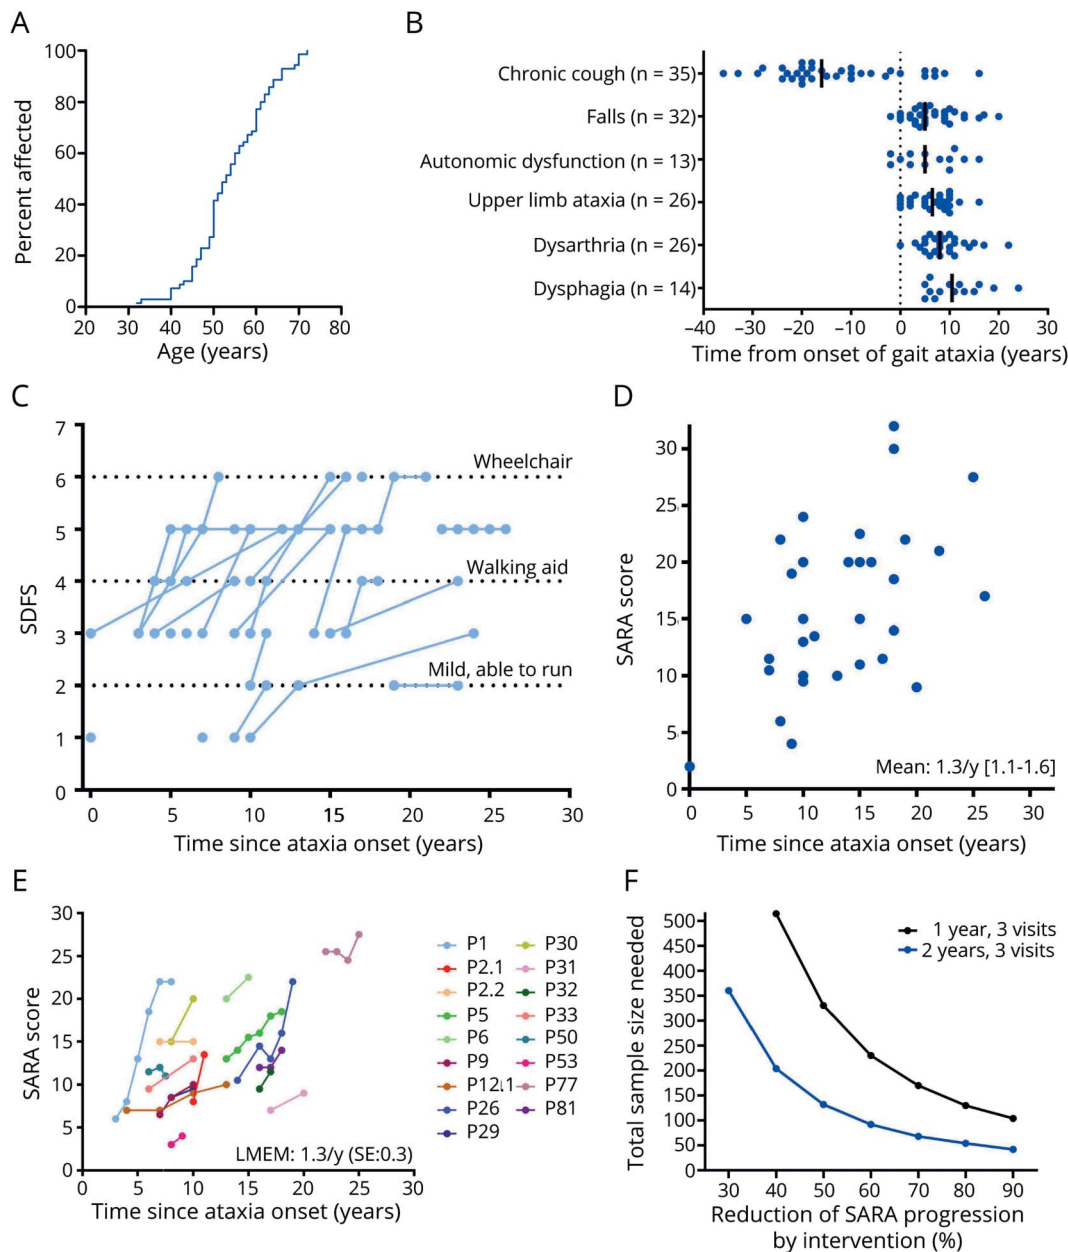 A
Percent affected
100
80
60
40
20
0
20 30 40 50 60 70 80
Age (years)
B
Chronic cough (n = 35)
Falls (n = 32)
Autonomic dysfunction (n = 13)
Upper limb ataxia (n = 26)
Dysarthria (n = 26)
Dysphagia (n = 14)
−40 −30 −20 −10 0 10 20 30
Time from onset of gait ataxia (years)
C
SDFS
7
6
5
4
3
2
1
0
Wheelchair
Walking aid
Mild, able to run
0 5 10 15 20 25 30
Time since ataxia onset (years)
D
SARA score
30
25
20
15
10
5
0
Mean: 1.3/y [1.1-1.6]
0 5 10 15 20 25 30
Time since ataxia onset (years)
E
SARA score
30
25
20
15
10
5
0
LMEM: 1.3/y (SE:0.3)
0 5 10 15 20 25 30
Time since ataxia onset (years)
P1
P2.1
P2.2
P5
P6
P9
P12.1
P26
P29
P30
P31
P32
P33
P50
P53
P77
P81
F
Total sample size needed
500
450
400
350
300
250
200
150
100
50
0
1 year, 3 visits
2 years, 3 visits
30 40 50 60 70 80 90
Reduction of SARA progression
by intervention (%)